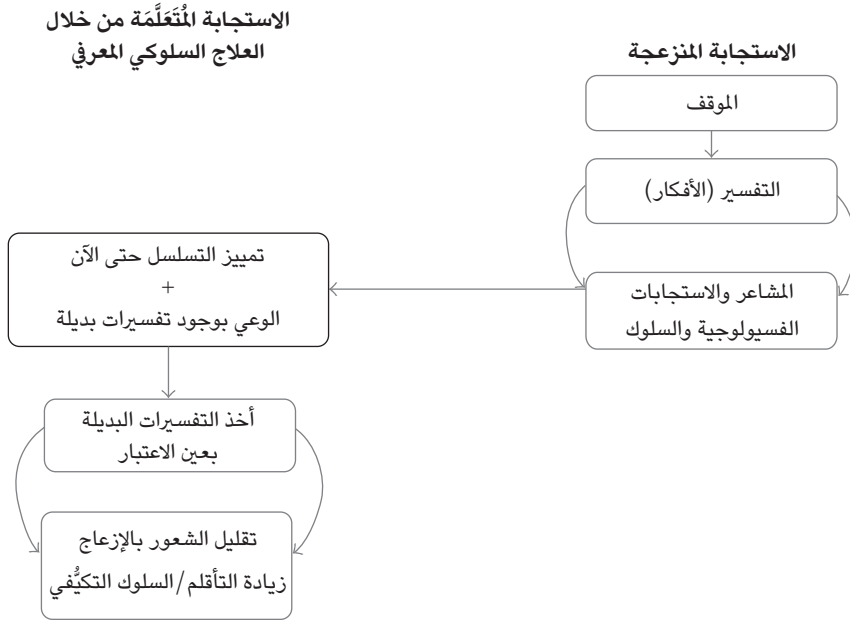 الاستجابة المنزعجة
الموقف
التفسير (الأفكار)
المشاعر والاستجابات
الفسيولوجية والسلوك
الاستجابة المُتَعَلَّمَة من خلال
العلاج السلوكي المعرفي
تمييز التسلسل حتى الآن
+
الوعي بوجود تفسيرات بديلة
أخذ التفسيرات البديلة
بعين الاعتبار
تقليل الشعور بالإزعاج
زيادة التأقلم/السلوك التكيُّفي